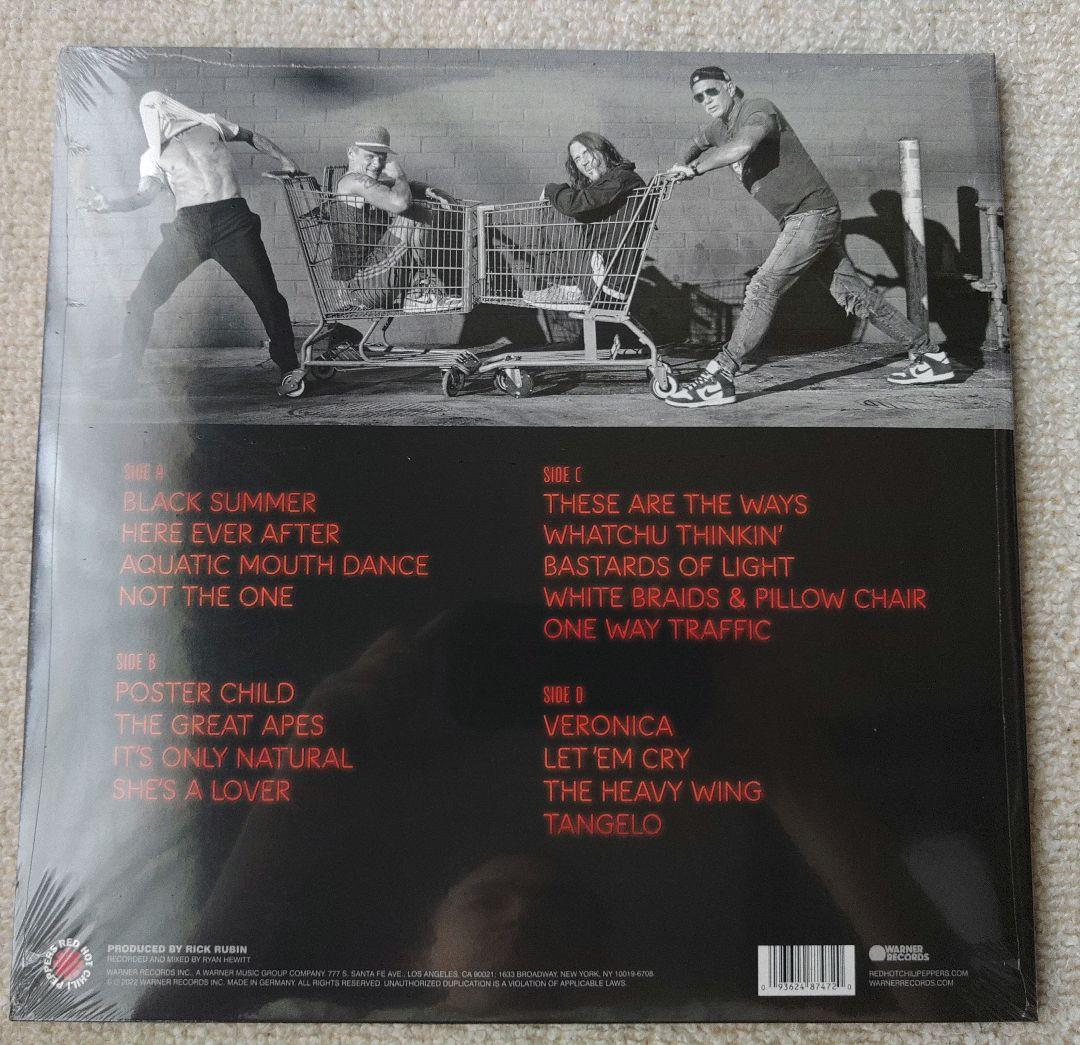 SIDE A
BLACK SUMMER
HERE EVER AFTER
AQUATIC MOUTH DANCE
NOT THE ONE
SIDE B
POSTER CHILD
THE GREAT APES
IT'S ONLY NATURAL
SHE'S A LOVER
SIDE C
THESE ARE THE WAYS
WHATCHU THINKIN'
BASTARDS OF LIGHT
WHITE BRAIDS & PILLOW CHAIR
ONE WAY TRAFFIC
SIDE D
VERONICA
LET 'EM CRY
THE HEAVY WING
TANGELO
RED HOT CHILI PEPPERS
PRODUCED BY RICK RUBIN
RECORDED AND MIXED BY RYAN HEWITT
WARNER RECORDS INC., A WARNER MUSIC GROUP COMPANY 777 S. SANTA FE AVE., LOS ANGELES, CA 90021; 1633 BROADWAY, NEW YORK, NY 10019-6708.
℗ © 2022 WARNER RECORDS INC. MADE IN GERMANY. ALL RIGHTS RESERVED. UNAUTHORIZED DUPLICATION IS A VIOLATION OF APPLICABLE LAWS.
0 93624 87472 0
WARNER
RECORDS
REDHOTCHILIPEPPERS.COM
WARNERRECORDS.COM